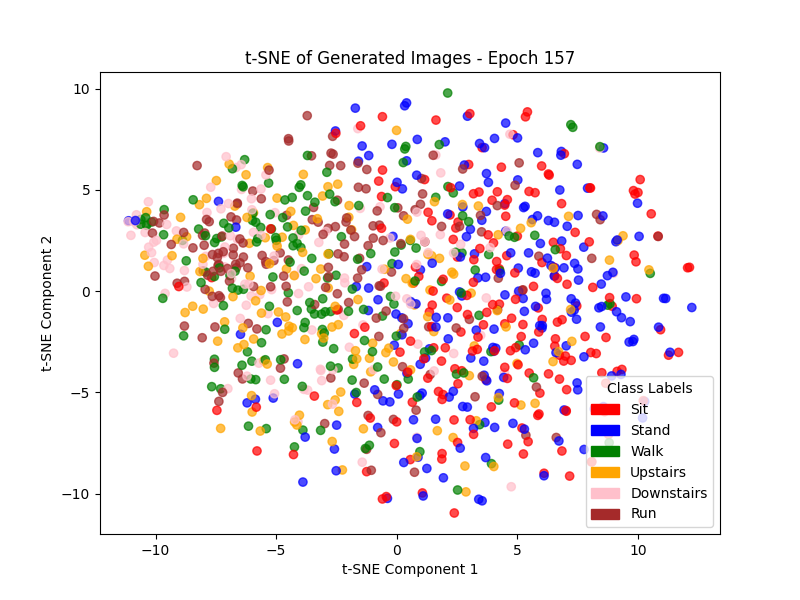 t-SNE of Generated Images - Epoch 157
t-SNE Component 2
10
5
0
−5
−10
Class Labels
Sit
Stand
Walk
Upstairs
Downstairs
Run
−10 −5 0 5 10
t-SNE Component 1